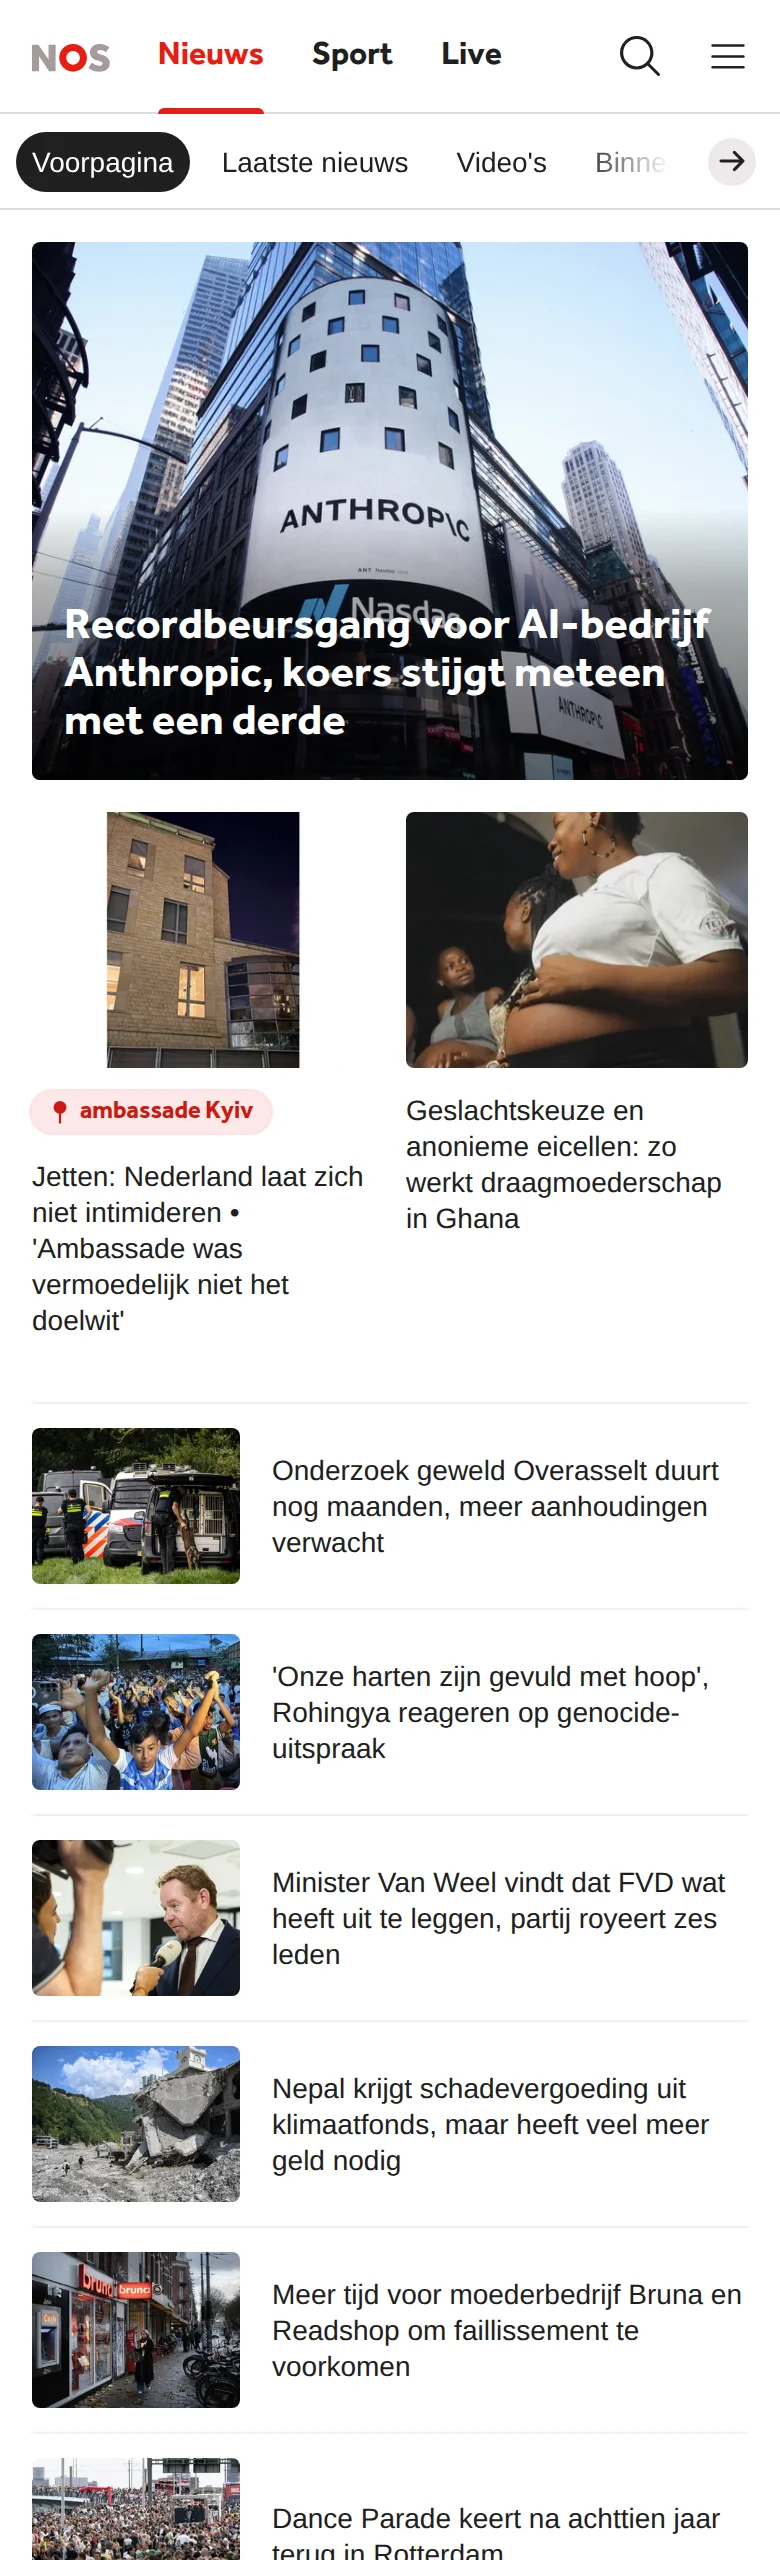 NOS Nieuws Sport Live
Voorpagina Laatste nieuws Video's Binne
ANTHROP\C
Nasdaq
ANTHROP\C
Recordbeursgang voor AI-bedrijf
Anthropic, koers stijgt meteen
met een derde
ambassade Kyiv
Jetten: Nederland laat zich
niet intimideren •
'Ambassade was
vermoedelijk niet het
doelwit'
Geslachtskeuze en
anonieme eicellen: zo
werkt draagmoederschap
in Ghana
Onderzoek geweld Overasselt duurt
nog maanden, meer aanhoudingen
verwacht
'Onze harten zijn gevuld met hoop',
Rohingya reageren op genocide-
uitspraak
Minister Van Weel vindt dat FVD wat
heeft uit te leggen, partij royeert zes
leden
Nepal krijgt schadevergoeding uit
klimaatfonds, maar heeft veel meer
geld nodig
bruna
bruna
Meer tijd voor moederbedrijf Bruna en
Readshop om faillissement te
voorkomen
Dance Parade keert na achttien jaar
terug in Rotterdam